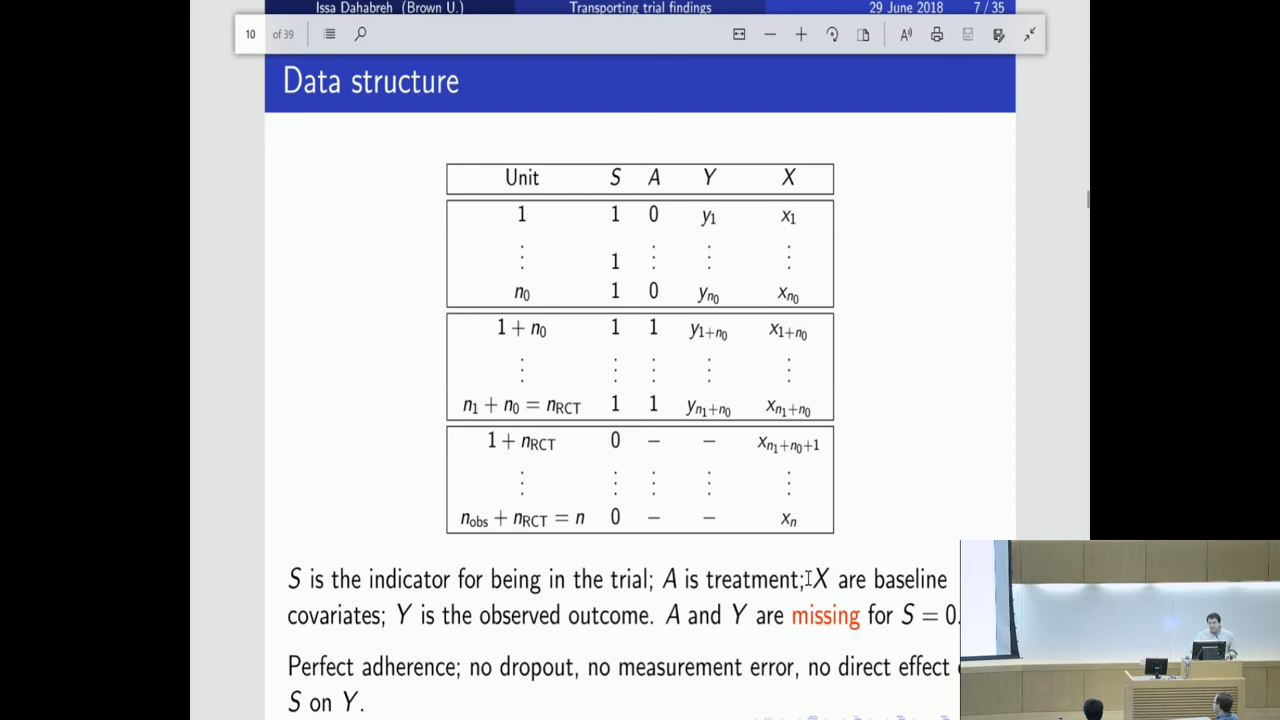 Issa Dahabreh (Brown U.) Transporting trial findings 29 June 2018 7 / 35
10 of 39
Data structure
Unit S A Y X
1 1 0 y1 x1
⋮ 1 ⋮ ⋮ ⋮
n0 1 0 yn0 xn0
1 + n0 1 1 y1+n0 x1+n0
⋮ ⋮ ⋮ ⋮ ⋮
n1 + n0 = nRCT 1 1 yn1+n0 xn1+n0
1 + nRCT 0 – – xn1+n0+1
⋮ ⋮ ⋮ ⋮ ⋮
nobs + nRCT = n 0 – – xn
S is the indicator for being in the trial; A is treatment; X are baseline
covariates; Y is the observed outcome. A and Y are missing for S = 0.
Perfect adherence; no dropout, no measurement error, no direct effect
S on Y.